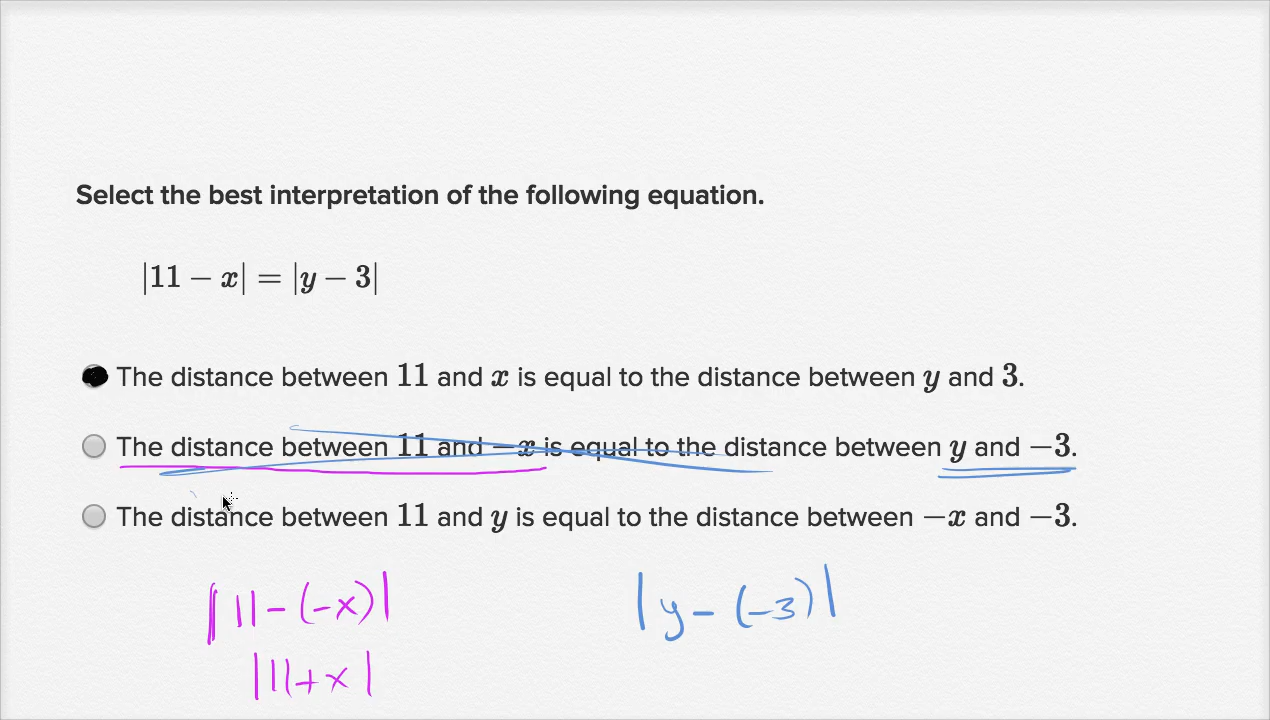 Select the best interpretation of the following equation.
|11 − x| = |y − 3|
The distance between 11 and x is equal to the distance between y and 3.
The distance between 11 and −x is equal to the distance between y and −3.
The distance between 11 and y is equal to the distance between −x and −3.
|11-(-x)| |y-(-3)|
|11+x|